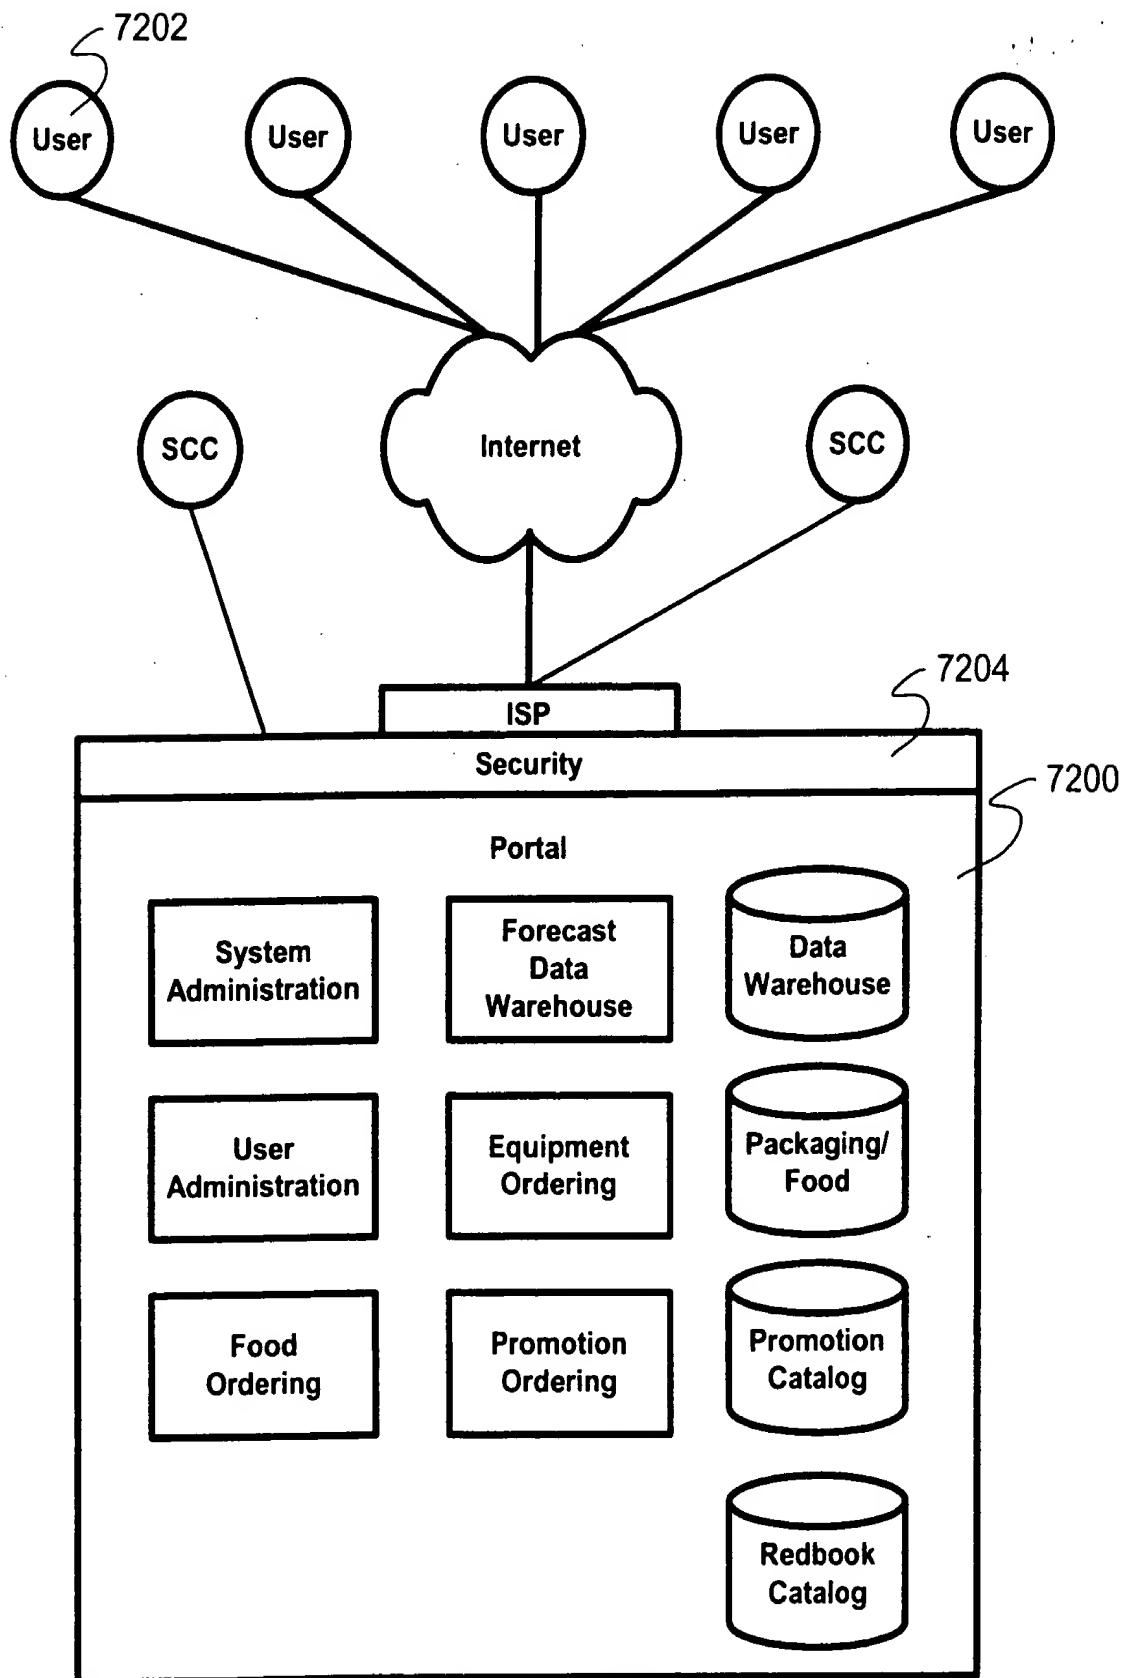 7202
User
User
User
User
User
SCC
Internet
SCC
ISP
7204
Security
7200
Portal
System
Administration
Forecast
Data
Warehouse
Data
Warehouse
User
Administration
Equipment
Ordering
Packaging/
Food
Food
Ordering
Promotion
Ordering
Promotion
Catalog
Redbook
Catalog